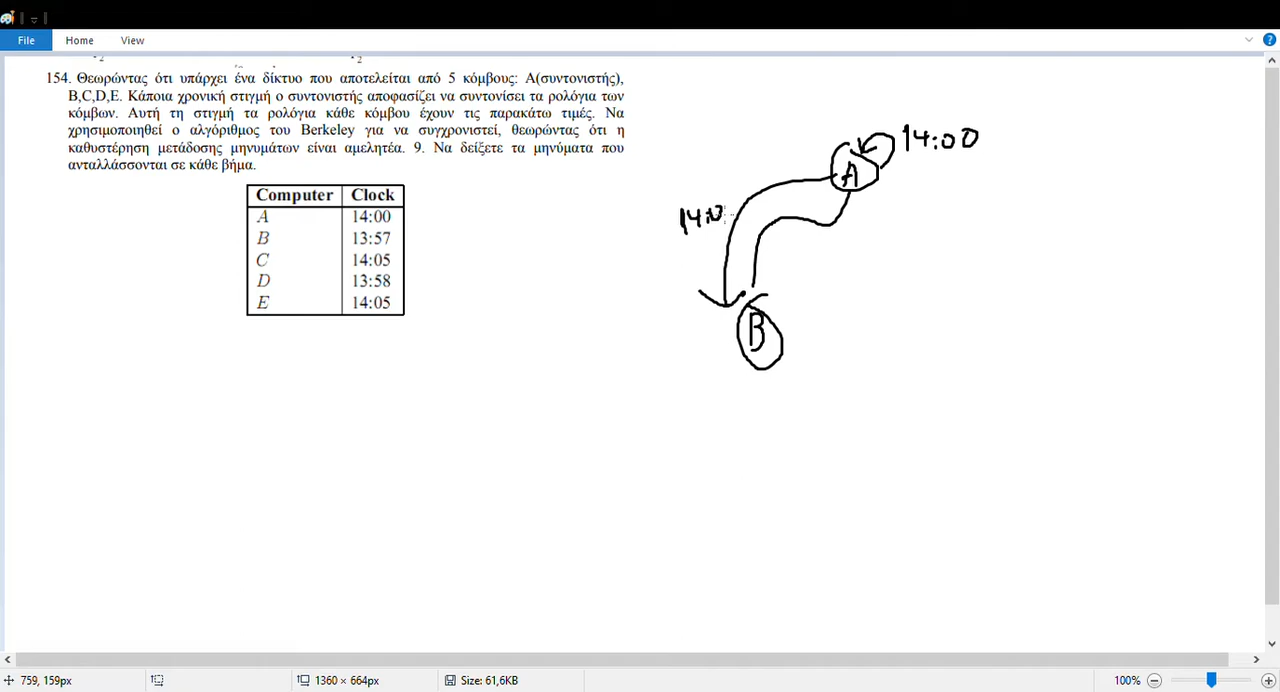 File Home View
154. Θεωρώντας ότι υπάρχει ένα δίκτυο που αποτελείται από 5 κόμβους: Α(συντονιστής),
B,C,D,E. Κάποια χρονική στιγμή ο συντονιστής αποφασίζει να συντονίσει τα ρολόγια των
κόμβων. Αυτή τη στιγμή τα ρολόγια κάθε κόμβου έχουν τις παρακάτω τιμές. Να
χρησιμοποιηθεί ο αλγόριθμος του Berkeley για να συγχρονιστεί, θεωρώντας ότι η
καθυστέρηση μετάδοσης μηνυμάτων είναι αμελητέα. 9. Να δείξετε τα μηνύματα που
ανταλλάσσονται σε κάθε βήμα.
Computer Clock
A 14:00
B 13:57
C 14:05
D 13:58
E 14:05
14:00
A
14:0
B
759, 159px 1360 × 664px Size: 61,6KB 100%